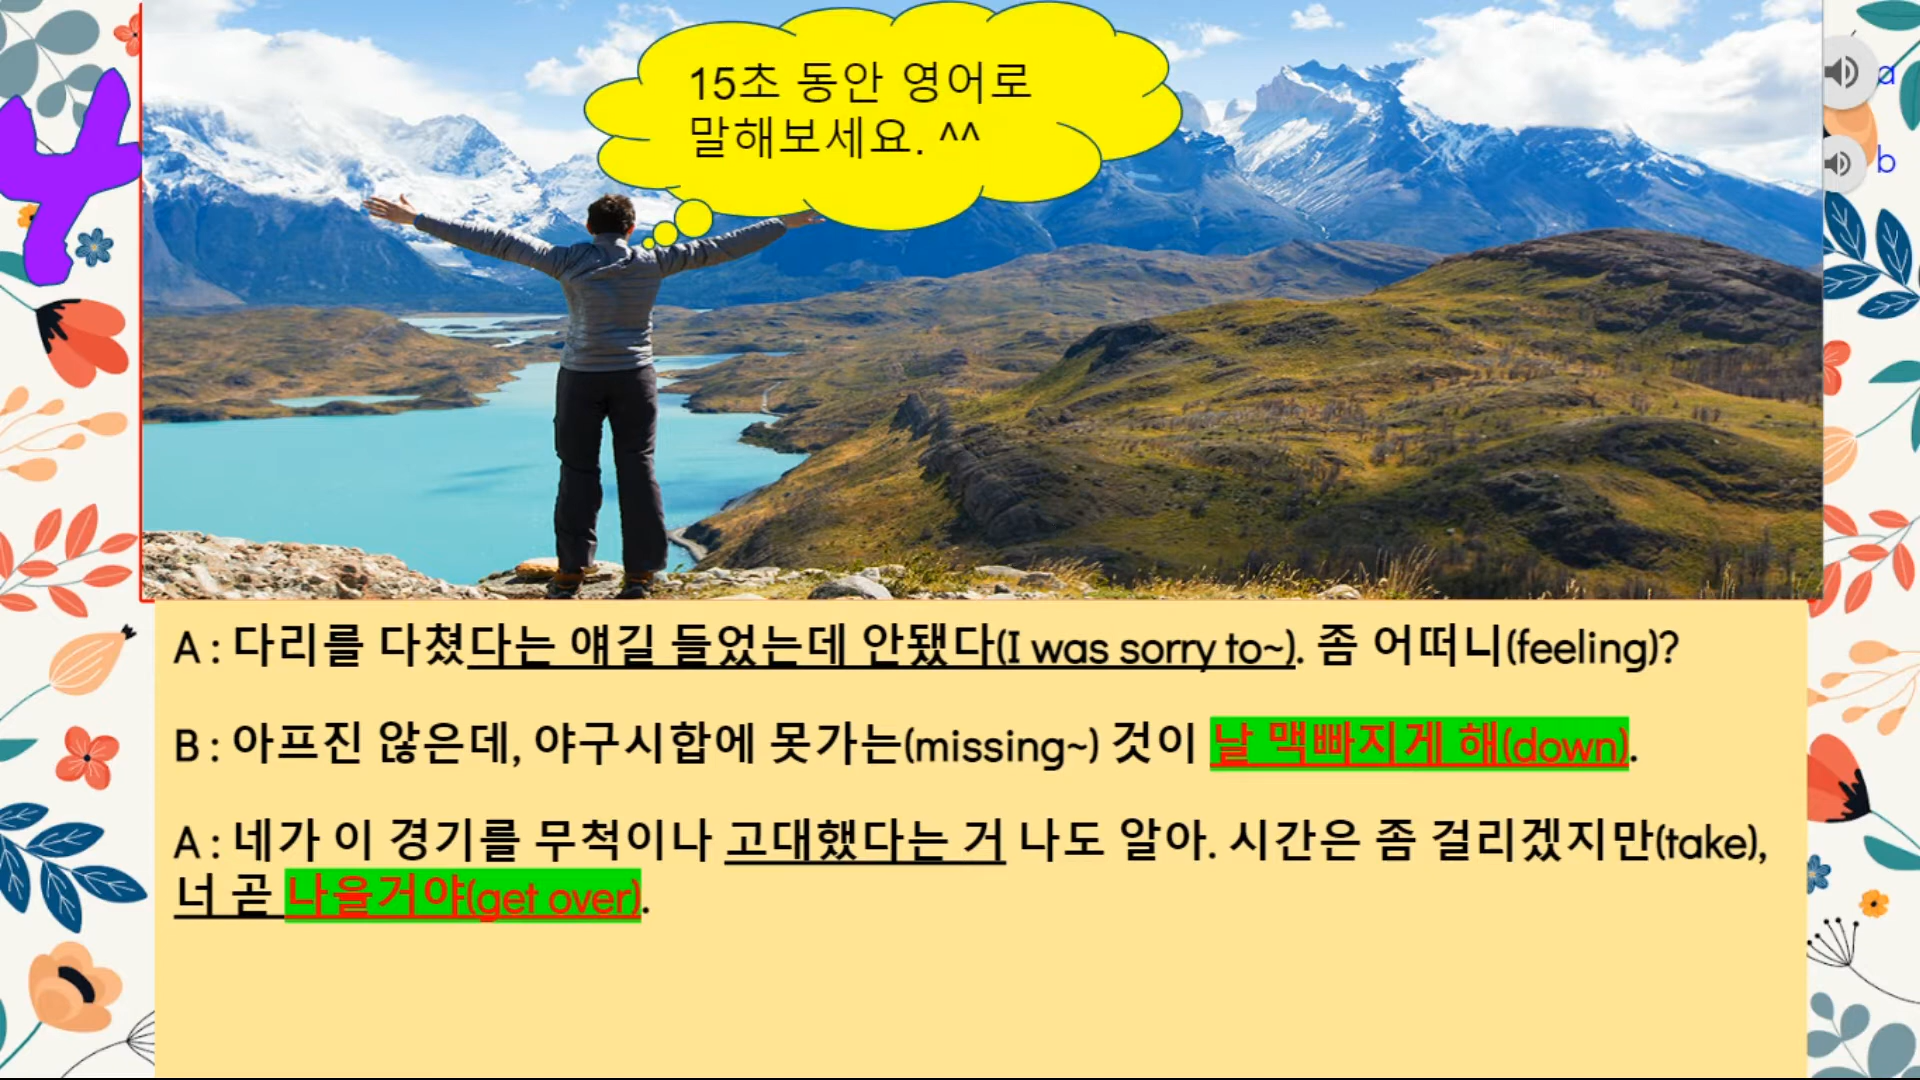 15초 동안 영어로
말해보세요. ^^
a
b
4
A : 다리를 다쳤다는 얘길 들었는데 안됐다(I was sorry to~). 좀 어떠니(feeling)?
B : 아프진 않은데, 야구시합에 못가는(missing~) 것이 날 맥빠지게 해(down).
A : 네가 이 경기를 무척이나 고대했다는 거 나도 알아. 시간은 좀 걸리겠지만(take),
너 곧 나을거야(get over).